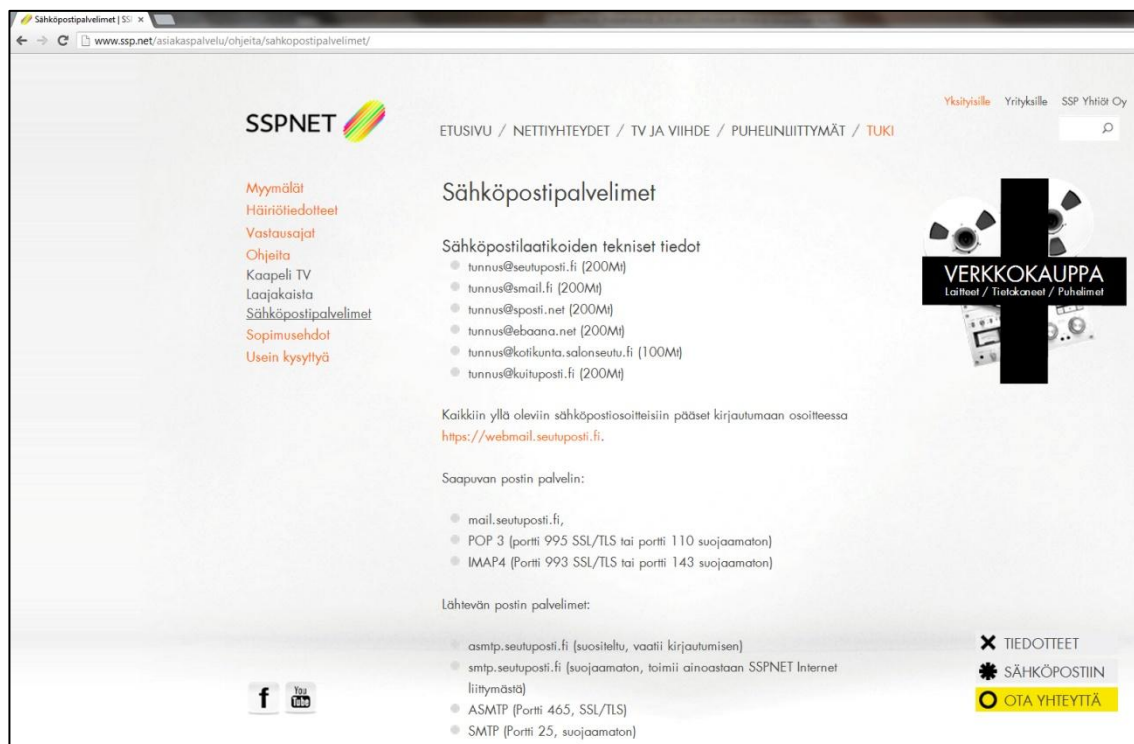 Sähköpostipalvelimet | SSI
www.ssp.net/asiakaspalvelu/ohjeita/sahkopostipalvelimet/
Yksityisille Yrityksille SSP Yhtiöt Oy
SSPNET
ETUSIVU / NETTIYHTEYDET / TV JA VIIHDE / PUHELINLIITTYMÄT / TUKI
Myymälät
Häiriötiedotteet
Vastausajat
Ohjeita
Kaapeli TV
Laajakaista
Sähköpostipalvelimet
Sopimusehdot
Usein kysyttyä
Sähköpostipalvelimet
Sähköpostilaatikoiden tekniset tiedot
tunnus@seutuposti.fi (200Mt)
tunnus@smail.fi (200Mt)
tunnus@sposti.net (200Mt)
tunnus@ebaana.net (200Mt)
tunnus@kotikunta.salonseutu.fi (100Mt)
tunnus@kuituposti.fi (200Mt)
Kaikkiin yllä oleviin sähköpostiosoitteisiin pääset kirjautumaan osoitteessa
https://webmail.seutuposti.fi.
Saapuvan postin palvelin:
mail.seutuposti.fi,
POP 3 (portti 995 SSL/TLS tai portti 110 suojaamaton)
IMAP4 (Portti 993 SSL/TLS tai portti 143 suojaamaton)
Lähtevän postin palvelimet:
asmtp.seutuposti.fi (suositeltu, vaatii kirjautumisen)
smtp.seutuposti.fi (suojaamaton, toimii ainoastaan SSPNET Internet
liittymästä)
ASMTP (Portti 465, SSL/TLS)
SMTP (Portti 25, suojaamaton)
VERKKOKAUPPA
Laitteet / Tietokoneet / Puhelimet
TIEDOTTEET
SÄHKÖPOSTIIN
OTA YHTEYTTÄ
f
You
Tube